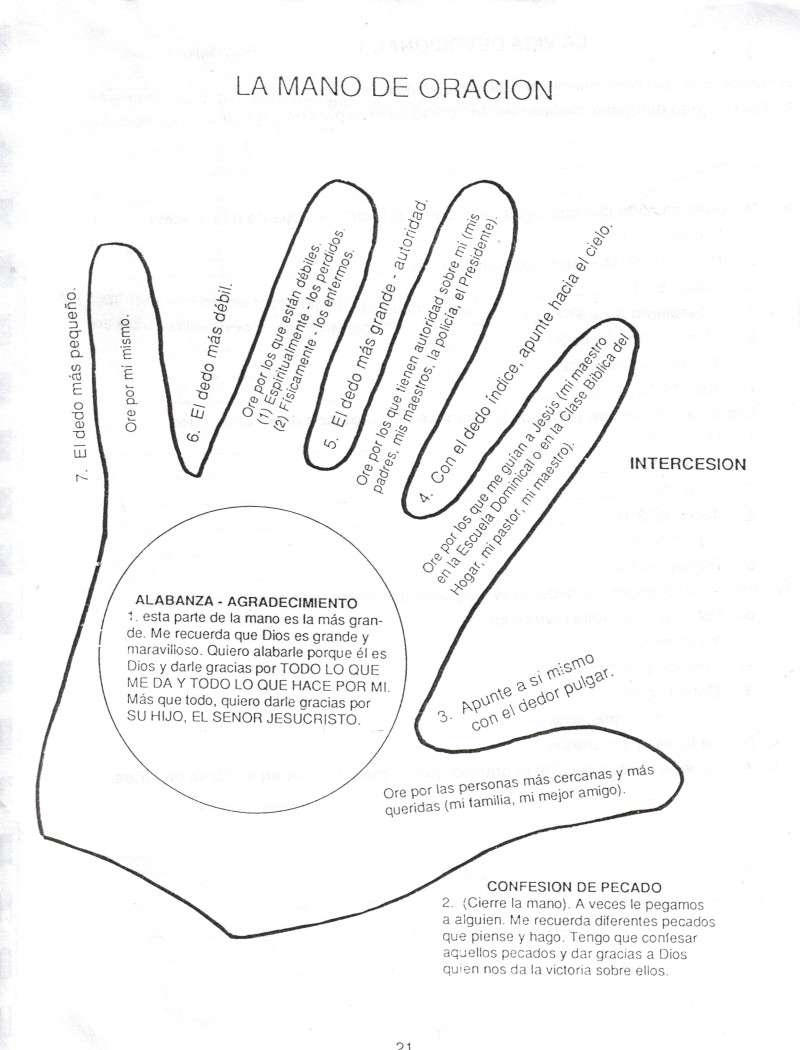 LA MANO DE ORACION
ALABANZA - AGRADECIMIENTO
1. esta parte de la mano es la más gran-
de. Me recuerda que Dios es grande y
maravilloso. Quiero alabarle porque él es
Dios y darle gracias por TODO LO QUE
ME DA Y TODO LO QUE HACE POR MI.
Más que todo, quiero darle gracias por
SU HIJO, EL SENOR JESUCRISTO.
CONFESION DE PECADO
2. (Cierre la mano). A veces le pegamos
a alguien. Me recuerda diferentes pecados
que piense y hago. Tengo que confesar
aquellos pecados y dar gracias a Dios
quien nos da la victoria sobre ellos.
INTERCESION
3. Apunte a si mismo
con el dedor pulgar.
Ore por las personas más cercanas y más
queridas (mi familia, mi mejor amigo).
4. Con el dedo índice, apunte hacia el cielo.
Ore por los que me guían a Jesús (mi maestro
en la Escuela Dominical o en la Clase Bíblica del
Hogar, mi pastor, mi maestro).
5. El dedo más grande - autoridad.
Ore por los que tienen autoridad sobre mí (mis
padres, mis maestros, la policía, el Presidente).
6. El dedo más débil.
Ore por los que están débiles.
(1) Espiritualmente - los perdidos.
(2) Físicamente - los enfermos.
7. El dedo más pequeño.
Ore por mí mismo.
21